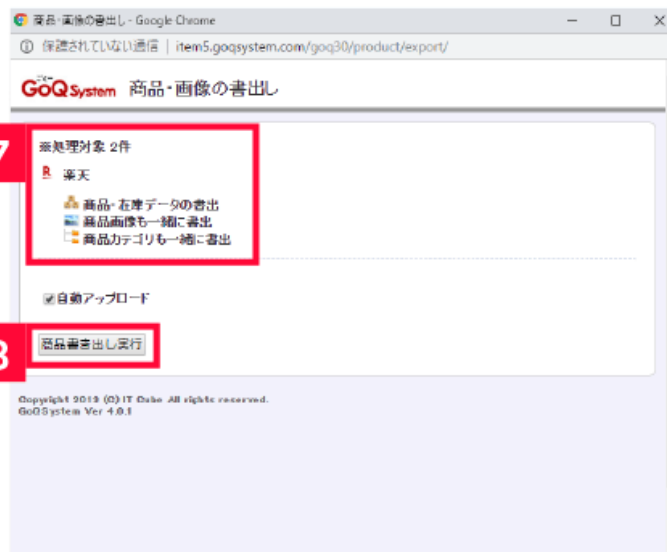 商品・画像の書出し - Google Chrome
保護されていない通信 | item5.goqsystem.com/goq30/product/export/
ごくー
GoQSystem 商品・画像の書出し
7
※処理対象 2件
R 楽天
商品・在庫データの書出
商品画像も一緒に書出
商品カテゴリも一緒に書出
自動アップロード
8
商品書き出し実行
Copyright 2019 (C) IT Cube All rights reserved.
GoQSystem Ver 4.0.1